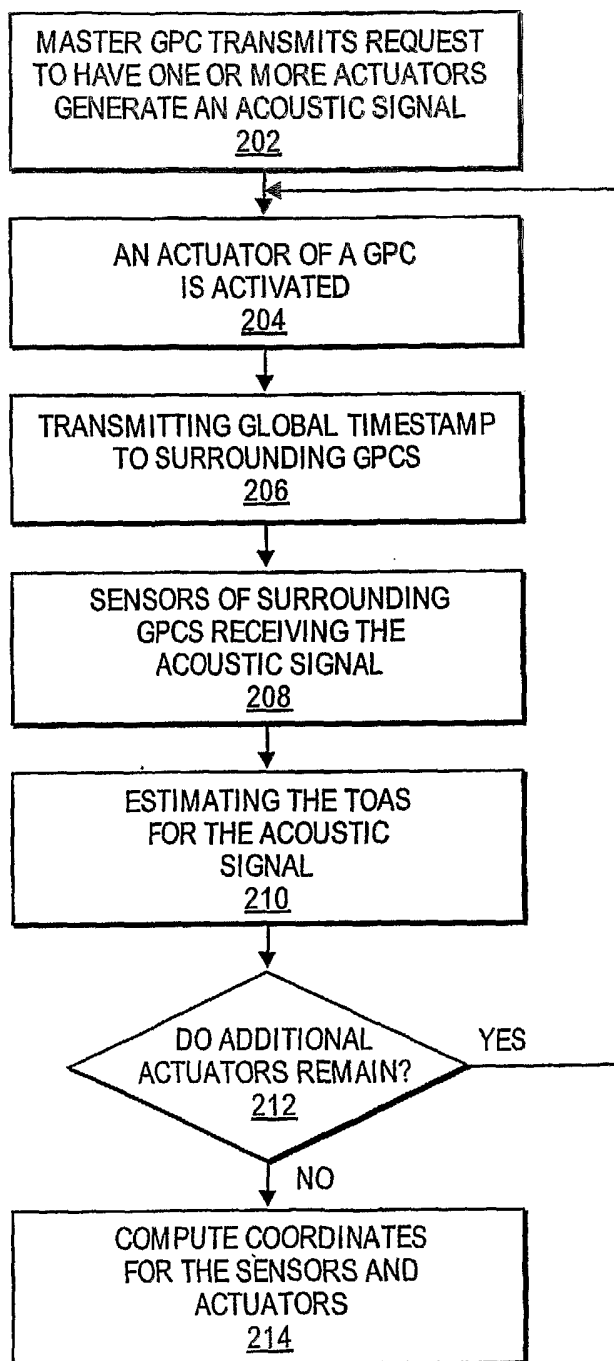 MASTER GPC TRANSMITS REQUEST
TO HAVE ONE OR MORE ACTUATORS
GENERATE AN ACOUSTIC SIGNAL
202
AN ACTUATOR OF A GPC
IS ACTIVATED
204
TRANSMITTING GLOBAL TIMESTAMP
TO SURROUNDING GPCS
206
SENSORS OF SURROUNDING
GPCS RECEIVING THE
ACOUSTIC SIGNAL
208
ESTIMATING THE TOAS
FOR THE ACOUSTIC
SIGNAL
210
DO ADDITIONAL
ACTUATORS REMAIN?
212
YES
NO
COMPUTE COORDINATES
FOR THE SENSORS AND
ACTUATORS
214